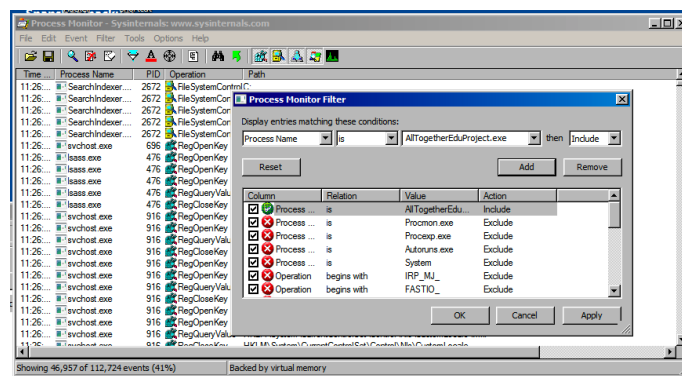 Process Monitor - Sysinternals: www.sysinternals.com
File Edit Event Filter Tools Options Help
Time ... Process Name PID Operation Path
11:26:... SearchIndexer.... 2672 FileSystemControl C:
11:26:... SearchIndexer.... 2672 FileSystemCon
11:26:... SearchIndexer.... 2672 FileSystemCon
11:26:... SearchIndexer.... 2672 FileSystemCon
11:26:... svchost.exe 696 RegOpenKey
11:26:... lsass.exe 476 RegOpenKey
11:26:... lsass.exe 476 RegOpenKey
11:26:... lsass.exe 476 RegQueryValu
11:26:... lsass.exe 476 RegCloseKey
11:26:... svchost.exe 916 RegOpenKey
11:26:... svchost.exe 916 RegOpenKey
11:26:... svchost.exe 916 RegQueryValu
11:26:... svchost.exe 916 RegCloseKey
11:26:... svchost.exe 916 RegOpenKey
11:26:... svchost.exe 916 RegQueryValu
11:26:... svchost.exe 916 RegCloseKey
11:26:... svchost.exe 916 RegOpenKey
11:26:... svchost.exe 916 RegOpenKey
11:26:... svchost.exe 916 RegQueryValue
11:26:... svchost.exe 916 RegCloseKey HKLM\System\CurrentControlSet\Control\Nls\CustomLocale
Process Monitor Filter
Display entries matching these conditions:
Process Name is AllTogetherEduProject.exe then Include
Reset Add Remove
Column Relation Value Action
Process ... is AllTogetherEdu... Include
Process ... is Procmon.exe Exclude
Process ... is Procexp.exe Exclude
Process ... is Autoruns.exe Exclude
Process ... is System Exclude
Operation begins with IRP_MJ_ Exclude
Operation begins with FASTIO_ Exclude
OK Cancel Apply
Showing 46,957 of 112,724 events (41%) Backed by virtual memory